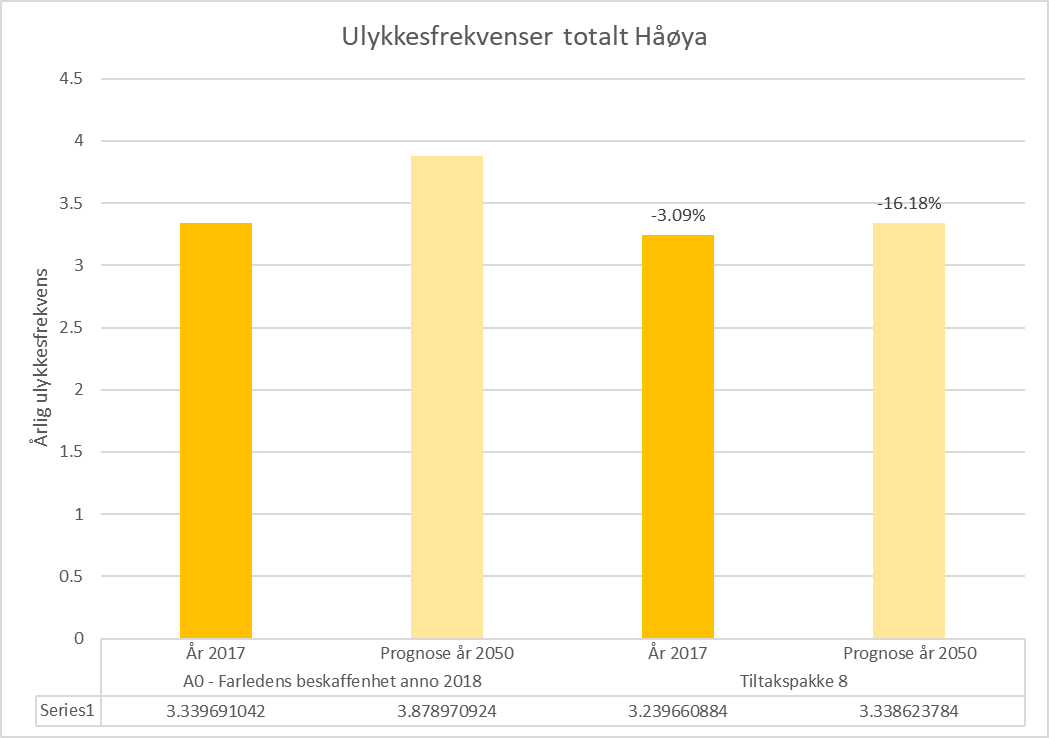 Ulykkesfrekvenser totalt Håøya
4.5
4
3.5
3
2.5
2
1.5
1
0.5
0
Årlig ulykkesfrekvens
-3.09%
-16.18%
År 2017 Prognose år 2050 År 2017 Prognose år 2050
A0 - Farledens beskaffenhet anno 2018 Tiltakspakke 8
Series1 3.339691042 3.878970924 3.239660884 3.338623784